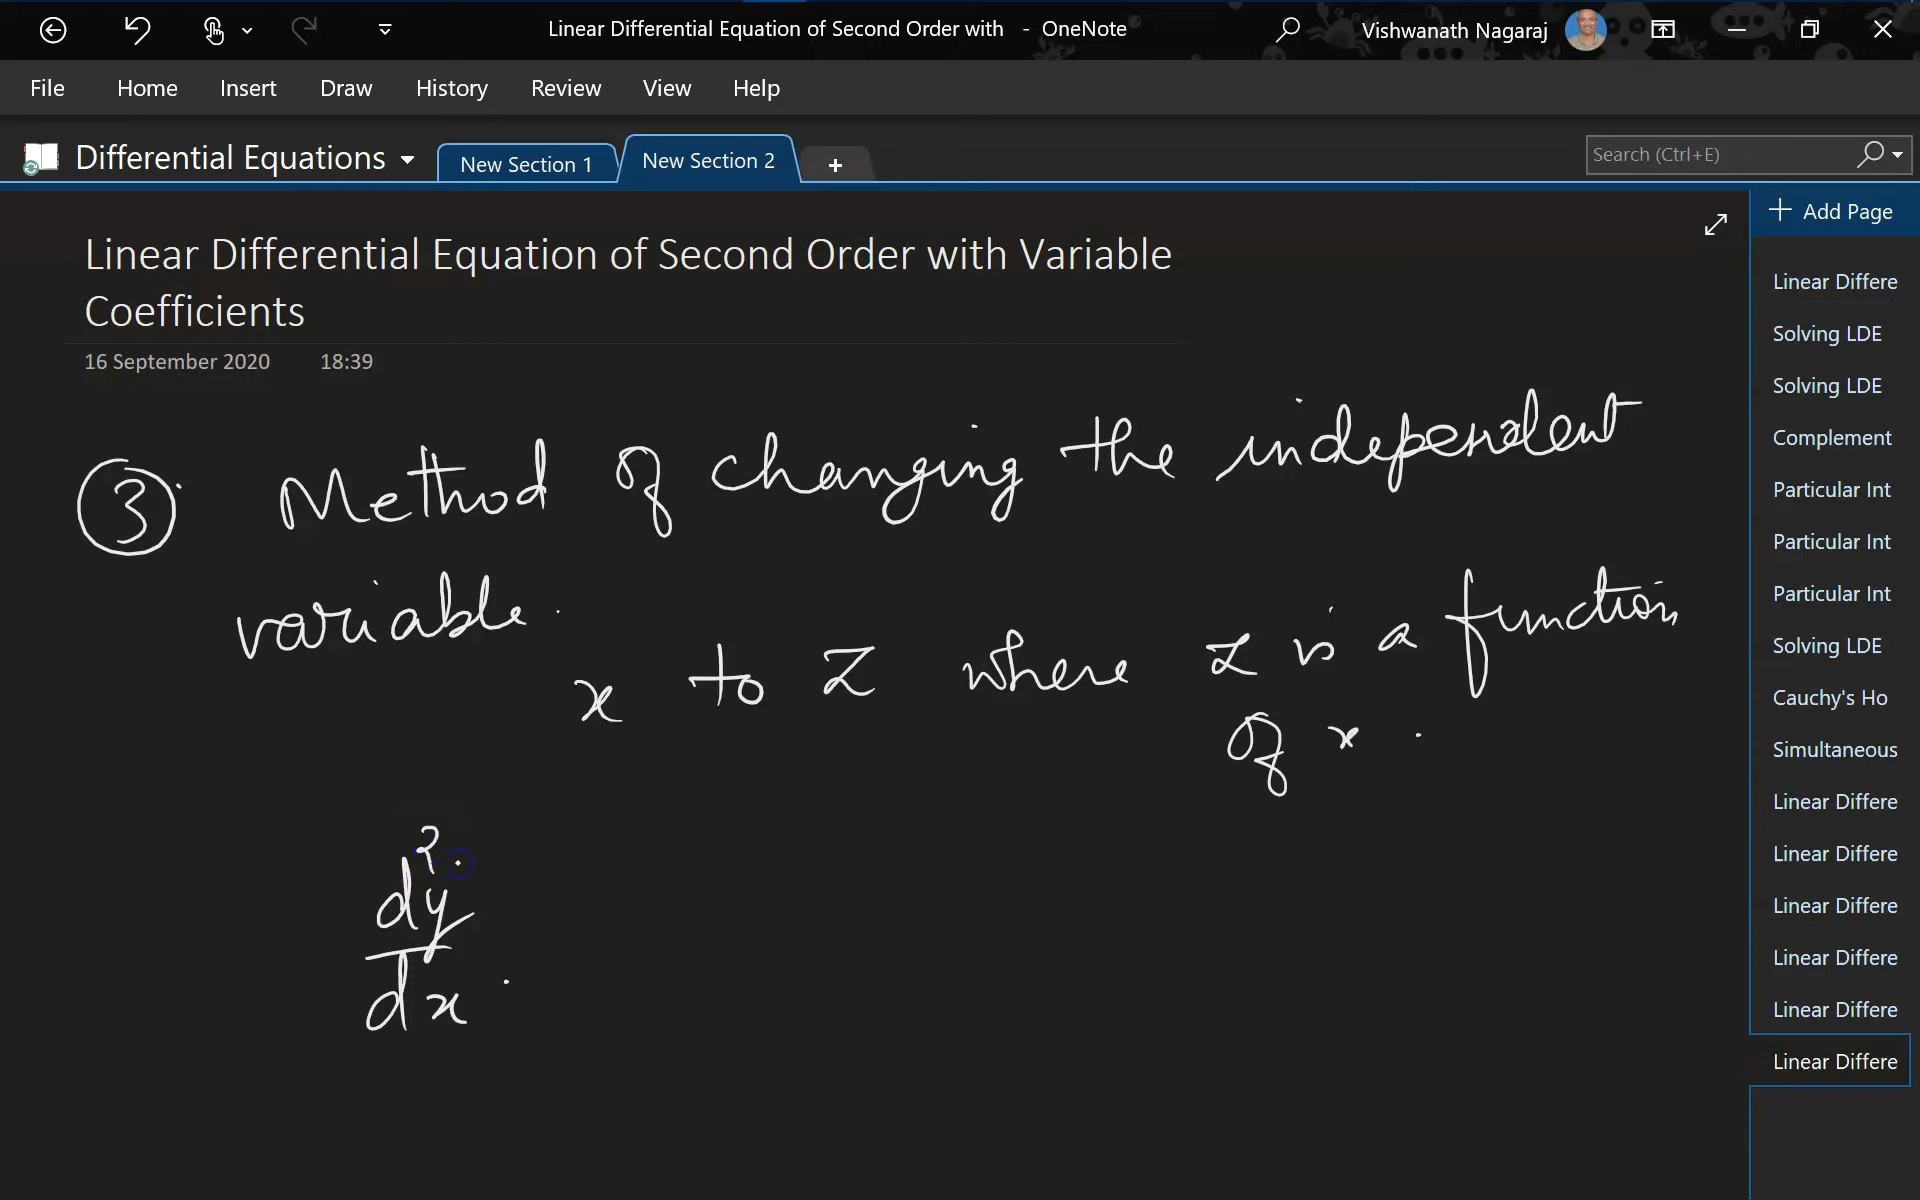 Linear Differential Equation of Second Order with - OneNote
Vishwanath Nagaraj
File Home Insert Draw History Review View Help
Differential Equations New Section 1 New Section 2 +
Search (Ctrl+E)
Add Page
Linear Differential Equation of Second Order with Variable
Coefficients
16 September 2020 18:39
③. Method of changing the independent
variable.
x to Z where Z is a function
of x.
d²y
dx
Linear Differe
Solving LDE
Solving LDE
Complement
Particular Int
Particular Int
Particular Int
Solving LDE
Cauchy's Ho
Simultaneous
Linear Differe
Linear Differe
Linear Differe
Linear Differe
Linear Differe
Linear Differe